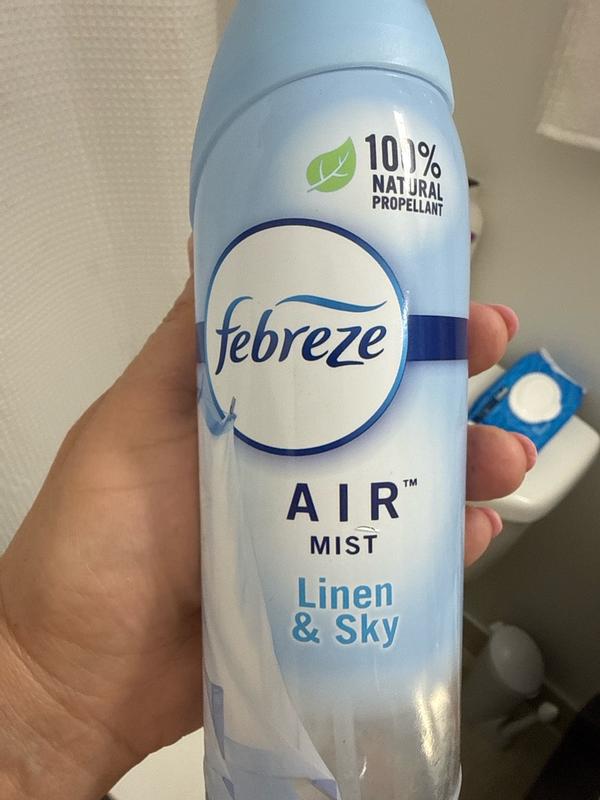 100%
NATURAL
PROPELLANT
febreze
AIR™
MIST
Linen
& Sky